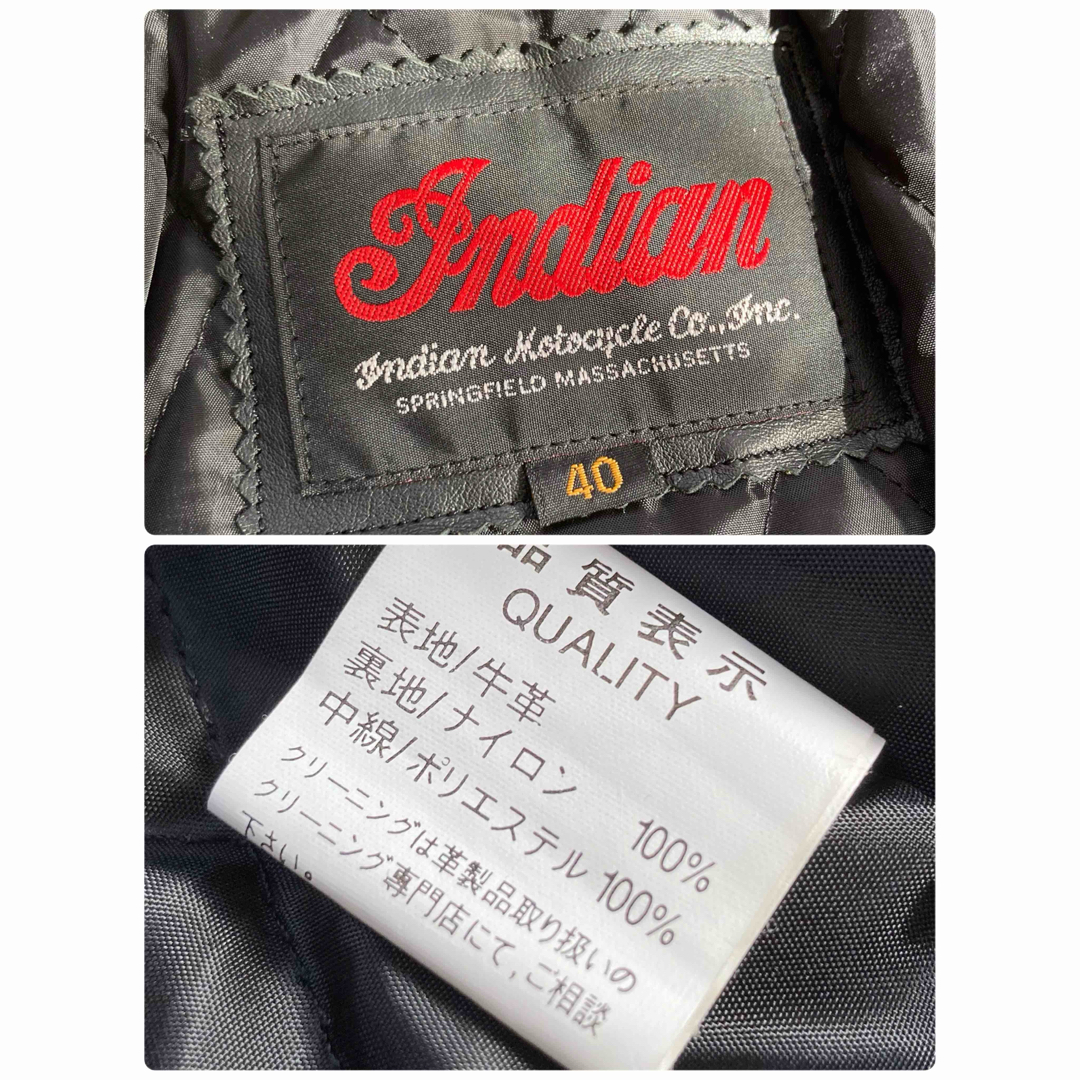 Indian
Indian Motocycle Co., Inc.
SPRINGFIELD MASSACHUSETTS
40
品質表示
QUALITY
表地/牛革
裏地/ナイロン 100%
中線/ポリエステル 100%
クリーニングは革製品取り扱いの
クリーニング専門店にて,ご相談
下さい。